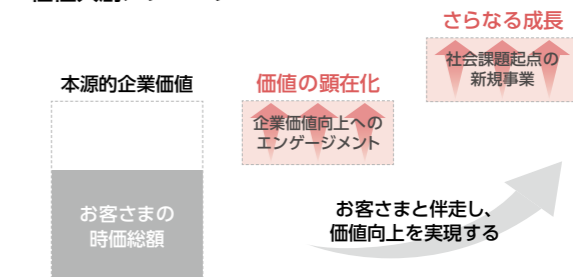 さらなる成長
社会課題起点の
新規事業
本源的企業価値
価値の顕在化
企業価値向上への
エンゲージメント
お客さまの
時価総額
お客さまと伴走し、
価値向上を実現する